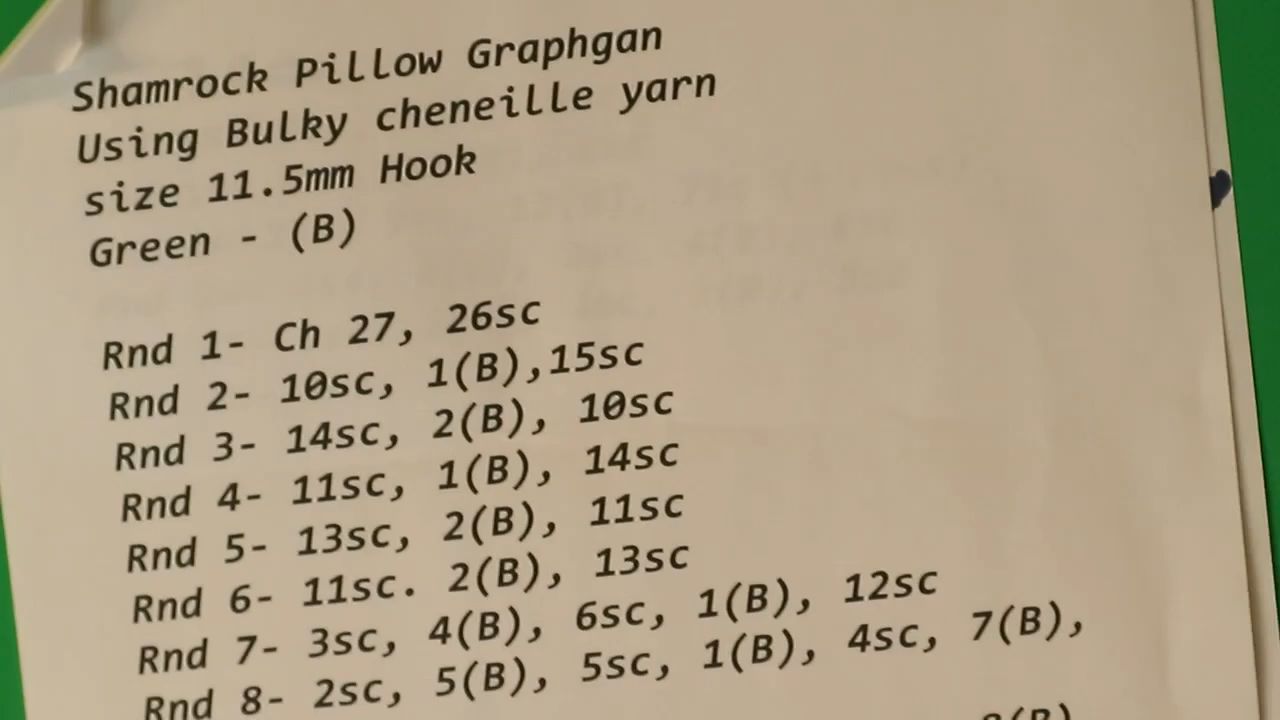 Shamrock Pillow Graphgan
Using Bulky cheneille yarn
size 11.5mm Hook
Green - (B)
Rnd 1- Ch 27, 26sc
Rnd 2- 10sc, 1(B),15sc
Rnd 3- 14sc, 2(B), 10sc
Rnd 4- 11sc, 1(B), 14sc
Rnd 5- 13sc, 2(B), 11sc
Rnd 6- 11sc. 2(B), 13sc
Rnd 7- 3sc, 4(B), 6sc, 1(B), 12sc
Rnd 8- 2sc, 5(B), 5sc, 1(B), 4sc, 7(B),